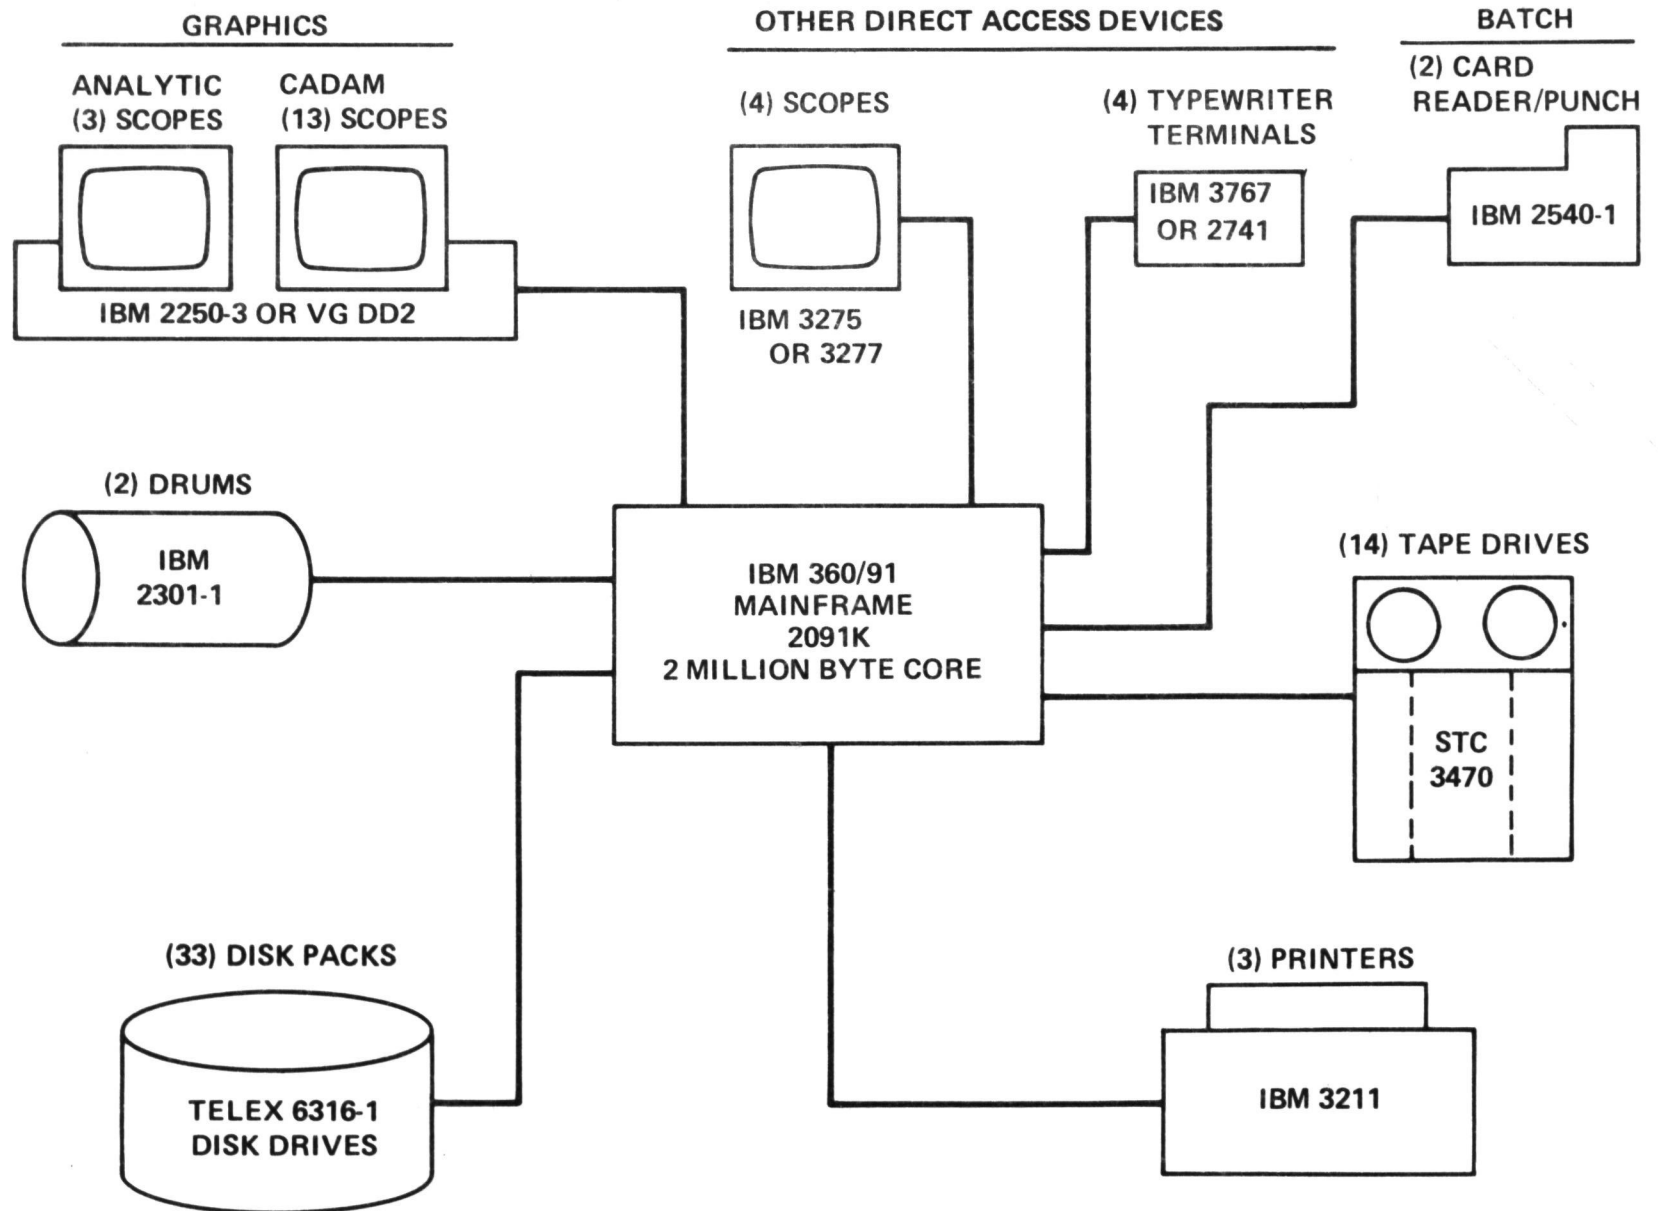 GRAPHICS
ANALYTIC
(3) SCOPES
CADAM
(13) SCOPES
IBM 2250-3 OR VG DD2
OTHER DIRECT ACCESS DEVICES
(4) SCOPES
IBM 3275
OR 3277
(4) TYPEWRITER
TERMINALS
IBM 3767
OR 2741
BATCH
(2) CARD
READER/PUNCH
IBM 2540-1
(2) DRUMS
IBM
2301-1
IBM 360/91
MAINFRAME
2091K
2 MILLION BYTE CORE
(14) TAPE DRIVES
STC
3470
(33) DISK PACKS
TELEX 6316-1
DISK DRIVES
(3) PRINTERS
IBM 3211